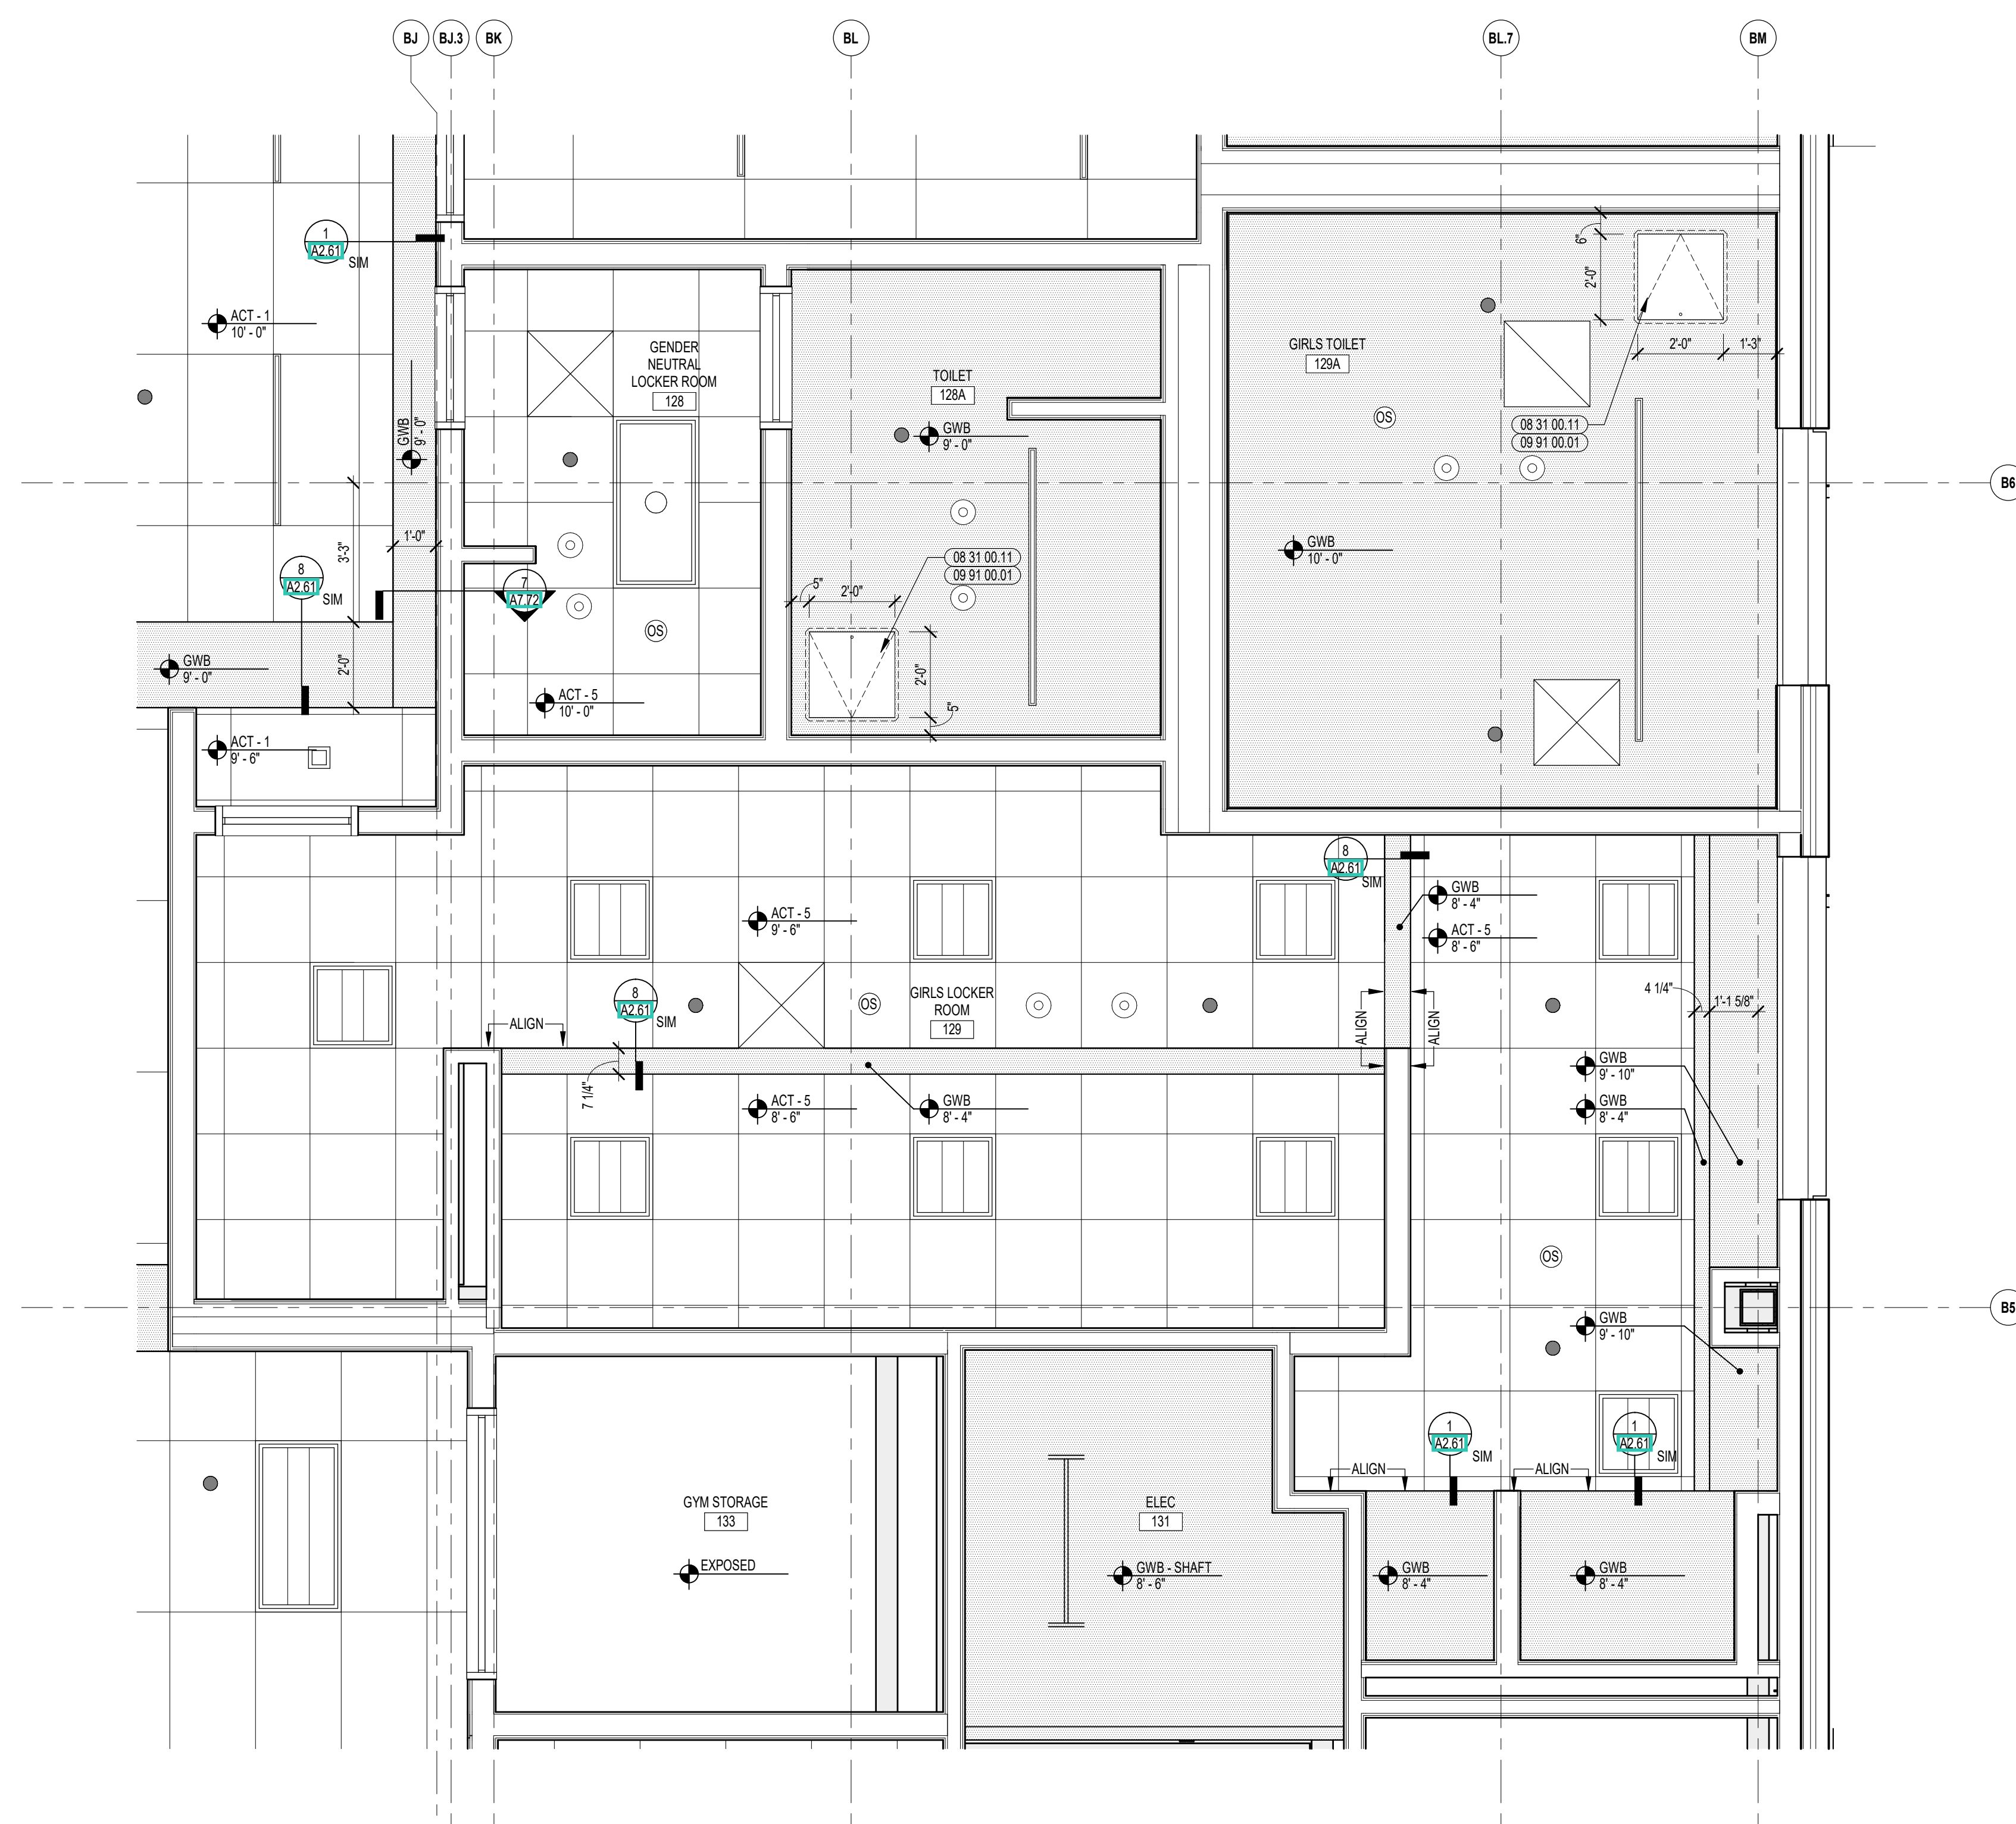 BJ
BJ.3
BK
BL
BL.7
BM
1
A2.61
SIM
ACT - 1
10' - 0"
GWB
9' - 0"
GENDER
NEUTRAL
LOCKER ROOM
128
TOILET
128A
GWB
9' - 0"
GIRLS TOILET
129A
6"
2'-0"
2'-0"
1'-3"
OS
08 31 00.11
09 91 00.01
B6
1'-0"
3'-3"
8
A2.61
SIM
7
A7.72
GWB
10' - 0"
08 31 00.11
09 91 00.01
5"
2'-0"
OS
2'-0"
5"
GWB
9' - 0"
2'-0"
ACT - 5
10' - 0"
ACT - 1
9' - 6"
8
A2.61
SIM
GWB
8' - 4"
ACT - 5
9' - 6"
ACT - 5
8' - 6"
8
A2.61
SIM
OS
GIRLS LOCKER
ROOM
129
4 1/4"
1'-1 5/8"
ALIGN
ALIGN
ALIGN
7 1/4"
GWB
9' - 10"
ACT - 5
8' - 6"
GWB
8' - 4"
GWB
8' - 4"
OS
B5
GWB
9' - 10"
1
A2.61
SIM
1
A2.61
SIM
ALIGN
ALIGN
GYM STORAGE
133
ELEC
131
EXPOSED
GWB - SHAFT
8' - 6"
GWB
8' - 4"
GWB
8' - 4"